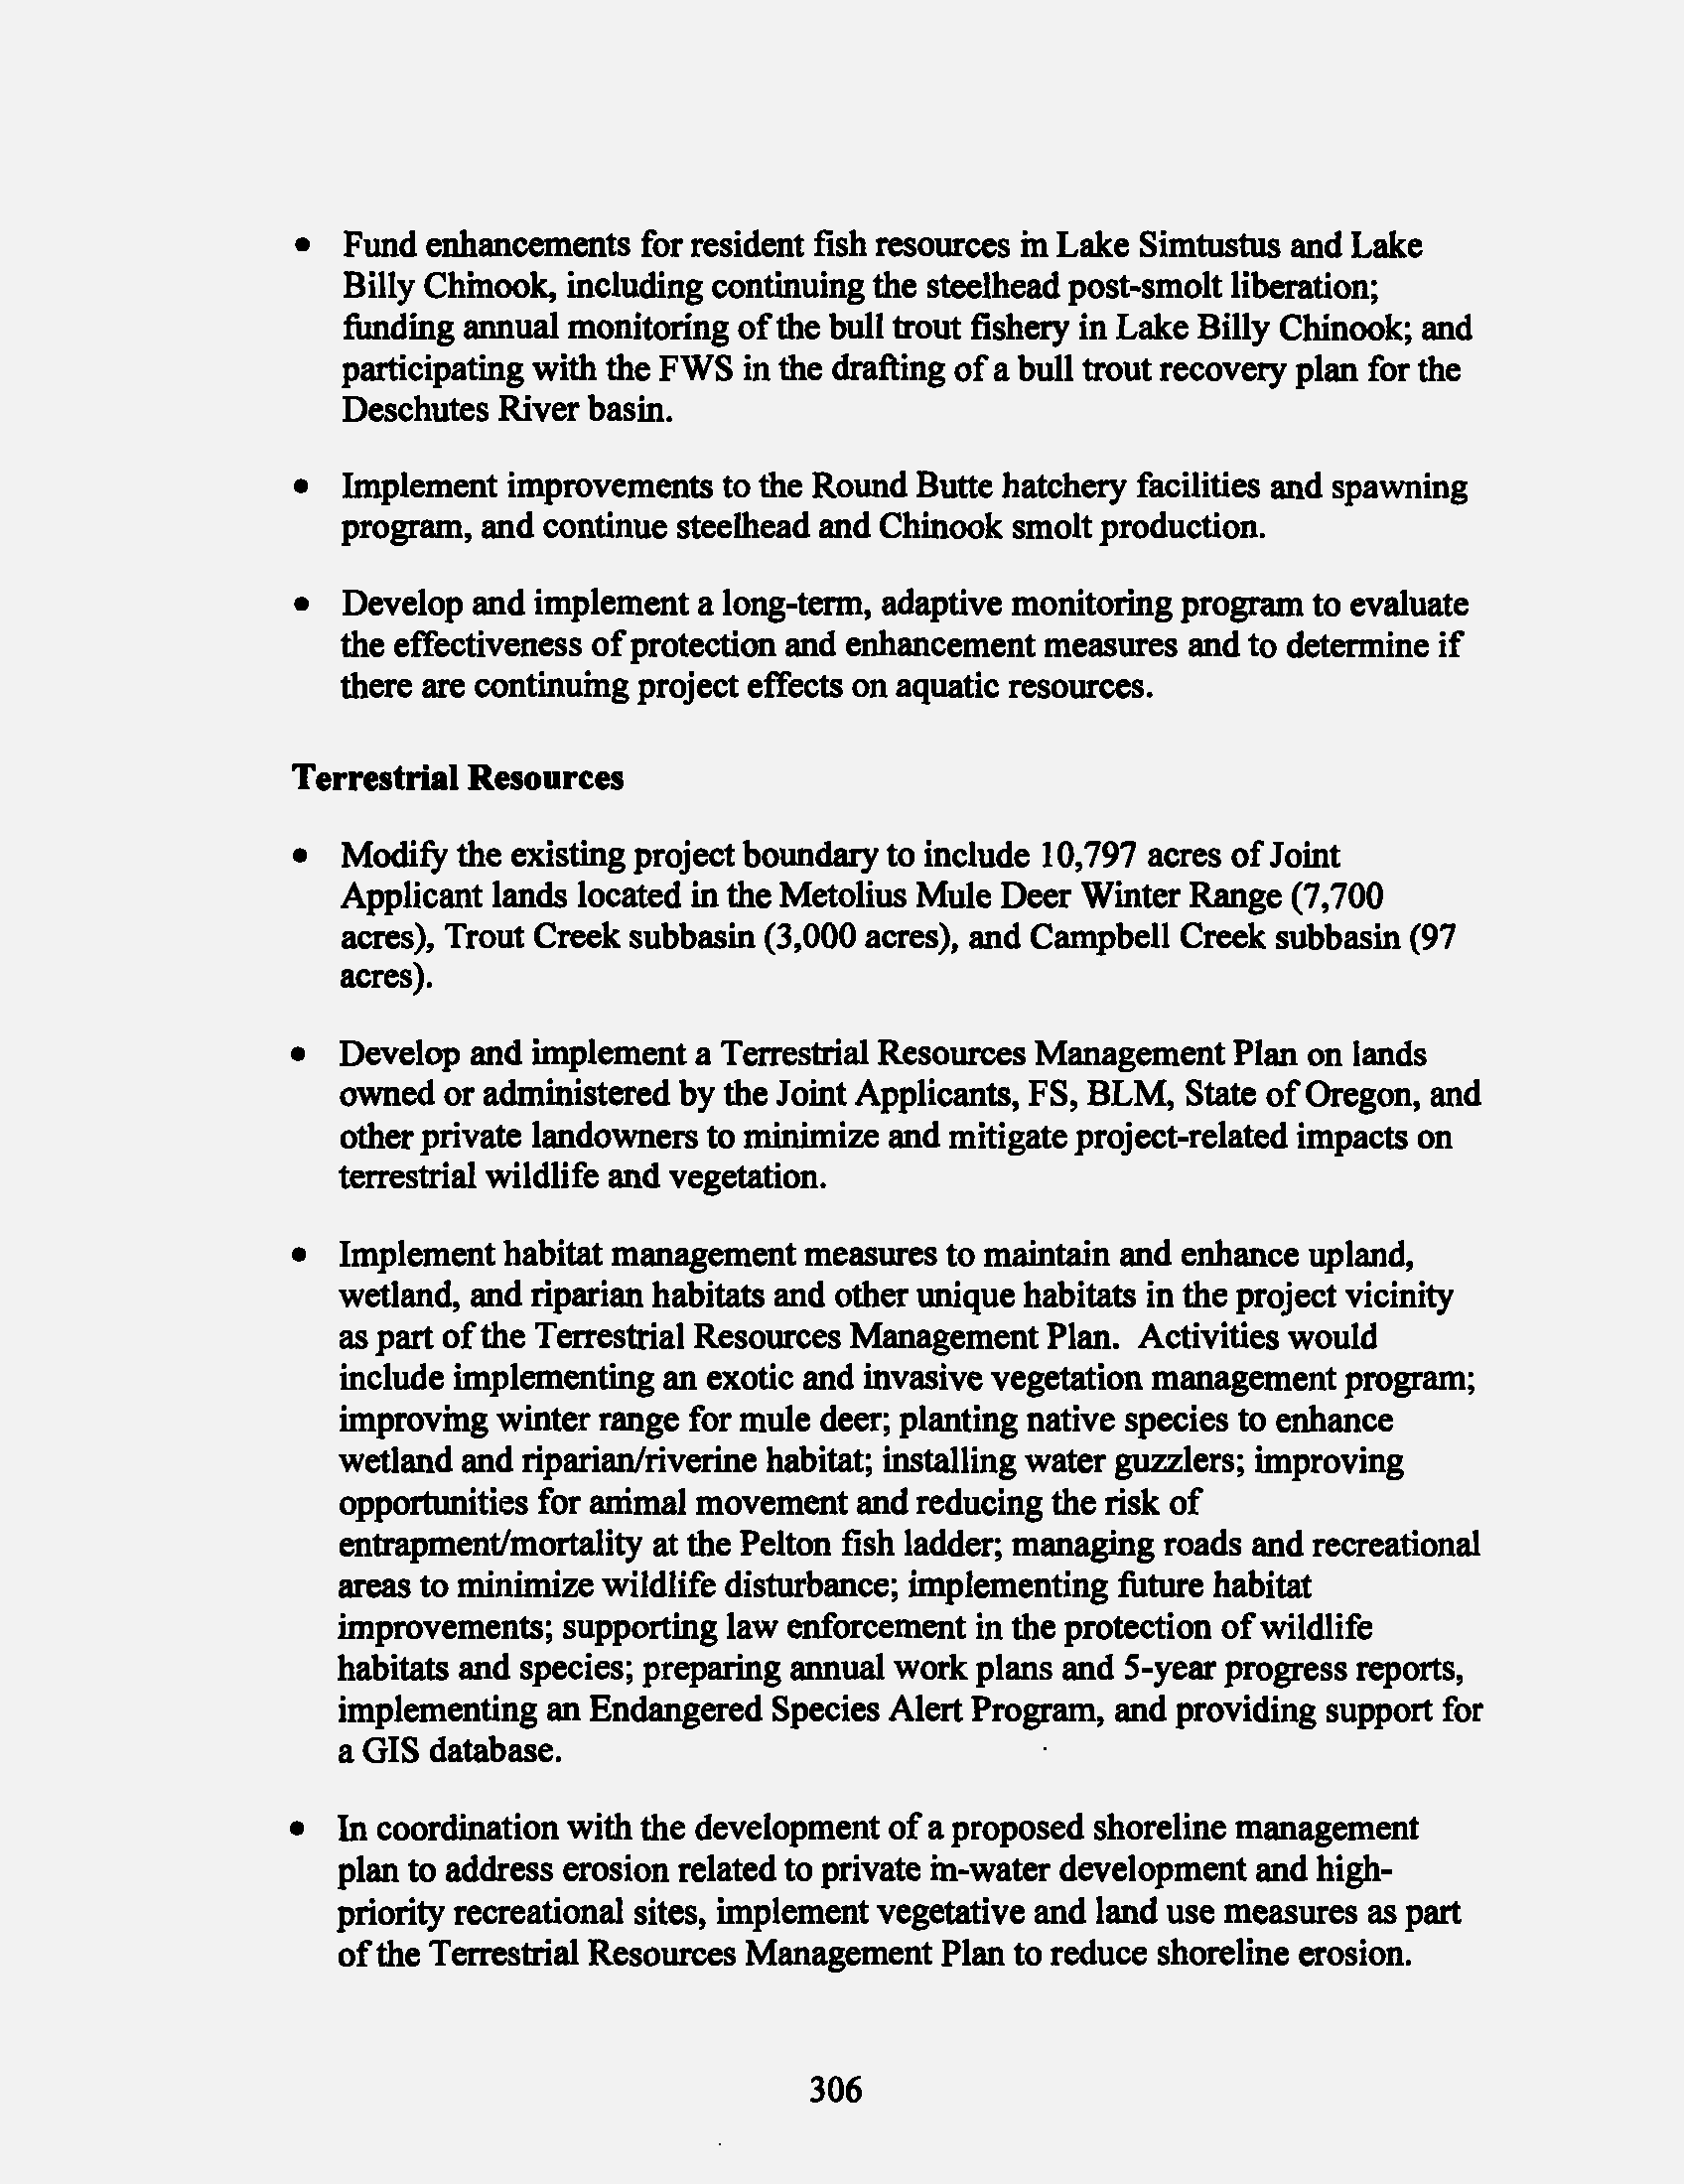 • Fund enhancements for resident fish resources in Lake Simtustus and Lake
Billy Chinook, including continuing the steelhead post-smolt liberation;
funding annual monitoring of the bull trout fishery in Lake Billy Chinook; and
participating with the FWS in the drafting of a bull trout recovery plan for the
Deschutes River basin.
• Implement improvements to the Round Butte hatchery facilities and spawning
program, and continue steelhead and Chinook smolt production.
• Develop and implement a long-term, adaptive monitoring program to evaluate
the effectiveness of protection and enhancement measures and to determine if
there are continuing project effects on aquatic resources.
Terrestrial Resources
• Modify the existing project boundary to include 10,797 acres of Joint
Applicant lands located in the Metolius Mule Deer Winter Range (7,700
acres), Trout Creek subbasin (3,000 acres), and Campbell Creek subbasin (97
acres).
• Develop and implement a Terrestrial Resources Management Plan on lands
owned or administered by the Joint Applicants, FS, BLM, State of Oregon, and
other private landowners to minimize and mitigate project-related impacts on
terrestrial wildlife and vegetation.
• Implement habitat management measures to maintain and enhance upland,
wetland, and riparian habitats and other unique habitats in the project vicinity
as part of the Terrestrial Resources Management Plan. Activities would
include implementing an exotic and invasive vegetation management program;
improving winter range for mule deer; planting native species to enhance
wetland and riparian/riverine habitat; installing water guzzlers; improving
opportunities for animal movement and reducing the risk of
entrapment/mortality at the Pelton fish ladder; managing roads and recreational
areas to minimize wildlife disturbance; implementing future habitat
improvements; supporting law enforcement in the protection of wildlife
habitats and species; preparing annual work plans and 5-year progress reports,
implementing an Endangered Species Alert Program, and providing support for
a GIS database.
• In coordination with the development of a proposed shoreline management
plan to address erosion related to private in-water development and high-
priority recreational sites, implement vegetative and land use measures as part
of the Terrestrial Resources Management Plan to reduce shoreline erosion.
306